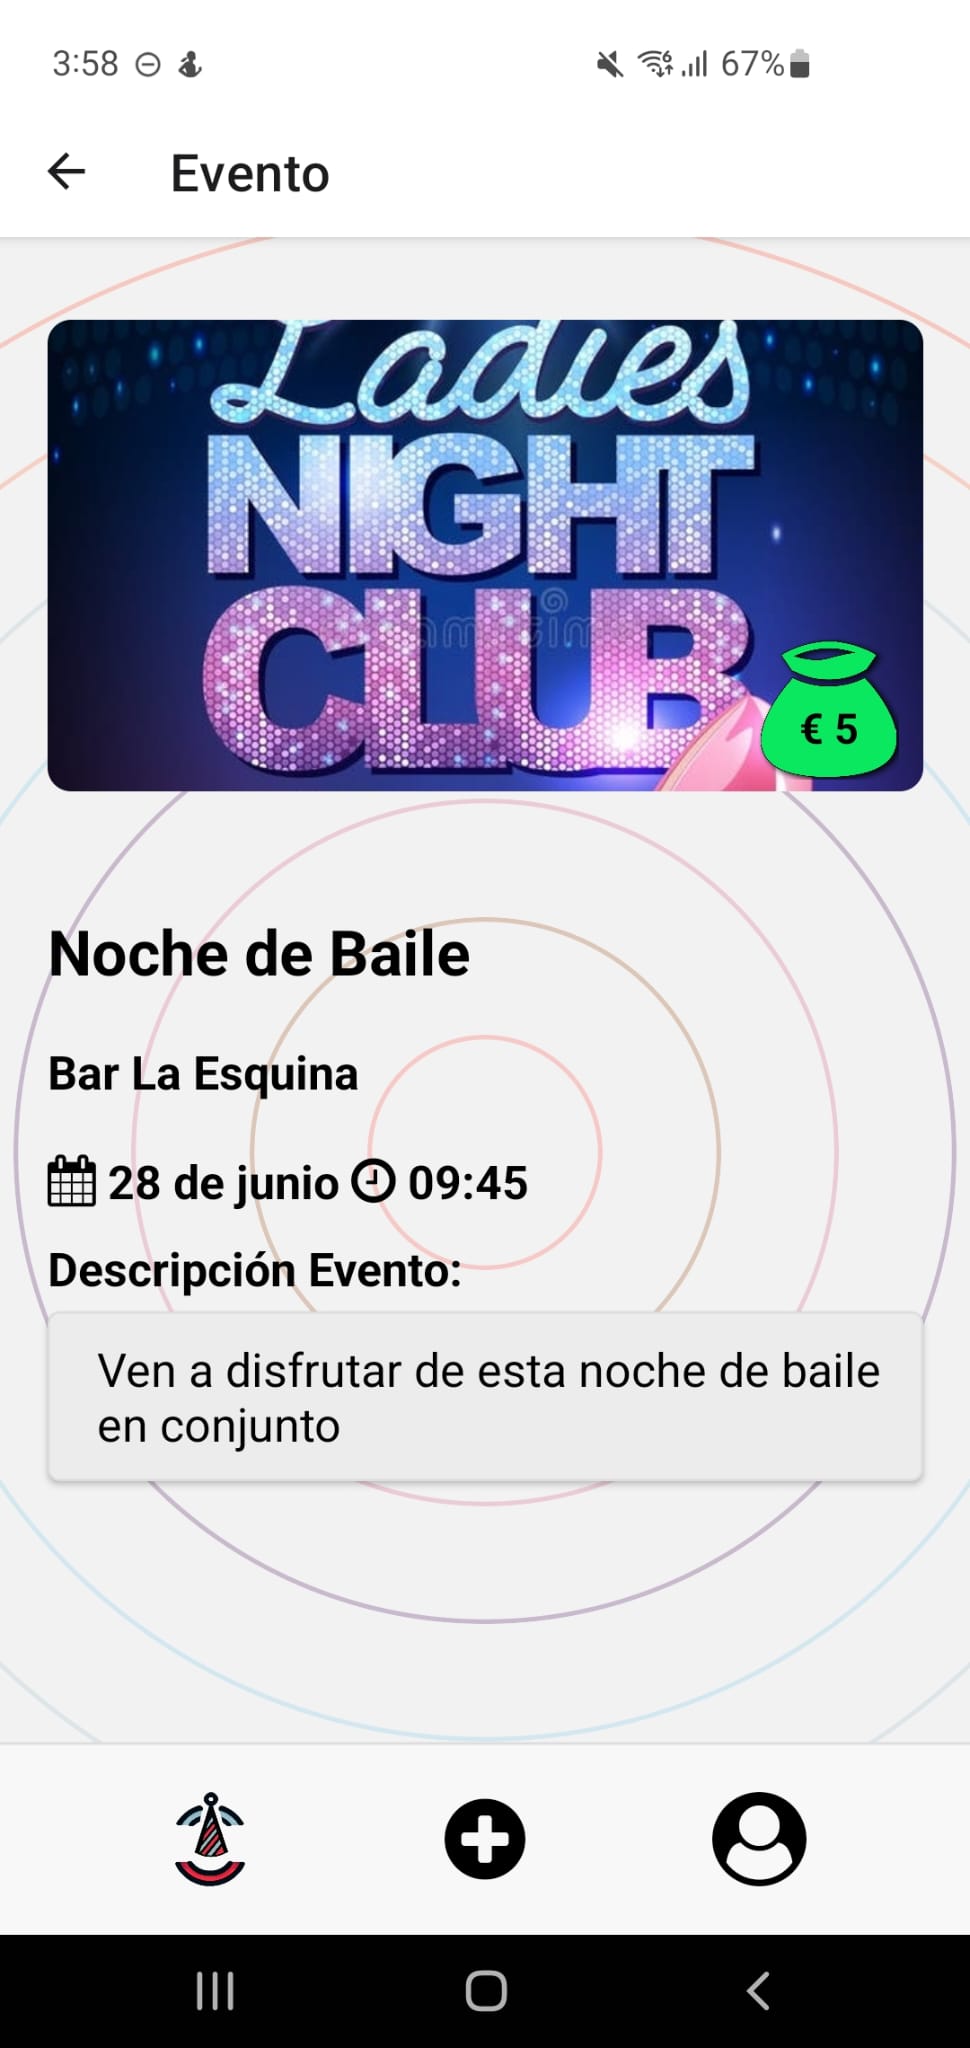 3:58
67%
Evento
Ladies
NIGHT
CLUB
€ 5
Noche de Baile
Bar La Esquina
28 de junio 09:45
Descripción Evento:
Ven a disfrutar de esta noche de baile
en conjunto